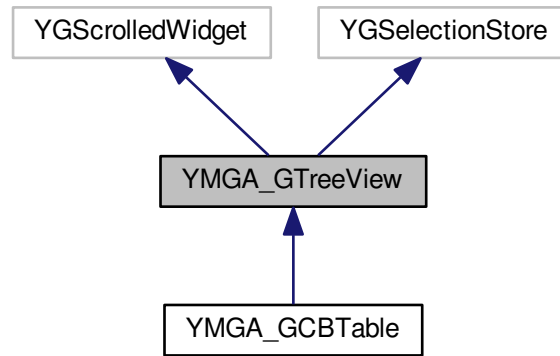 YGScrolledWidget
YGSelectionStore
YMGA_GTreeView
YMGA_GCBTable